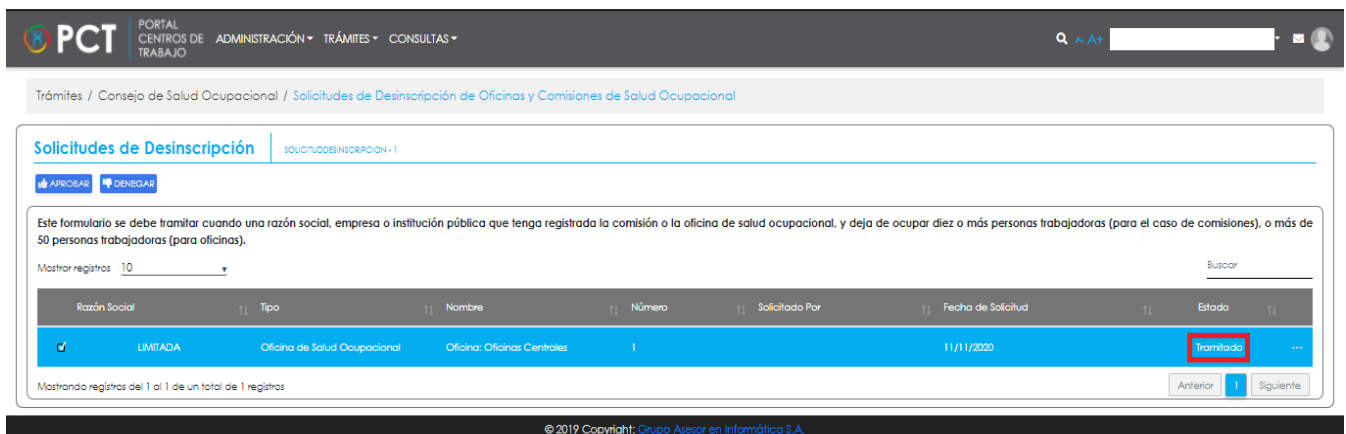 PCT
PORTAL
CENTROS DE
TRABAJO
ADMINISTRACIÓN TRÁMITES CONSULTAS
A- A+
Trámites / Consejo de Salud Ocupacional / Solicitudes de Desinscripción de Oficinas y Comisiones de Salud Ocupacional
Solicitudes de Desinscripción SOLICITUDDESINSCRIPCION - 1
APROBAR DENEGAR
Este formulario se debe tramitar cuando una razón social, empresa o institución pública que tenga registrada la comisión o la oficina de salud ocupacional, y deja de ocupar diez o más personas trabajadoras (para el caso de comisiones), o más de
50 personas trabajadoras (para oficinas).
Mostrar registros 10 Buscar
Razón Social Tipo Nombre Número Solicitado Por Fecha de Solicitud Estado
LIMITADA Oficina de Salud Ocupacional Oficina: Oficinas Centrales 1 11/11/2020 Tramitado ...
Mostrando registros del 1 al 1 de un total de 1 registros Anterior 1 Siguiente
© 2019 Copyright: Grupo Asesor en Informática S.A.